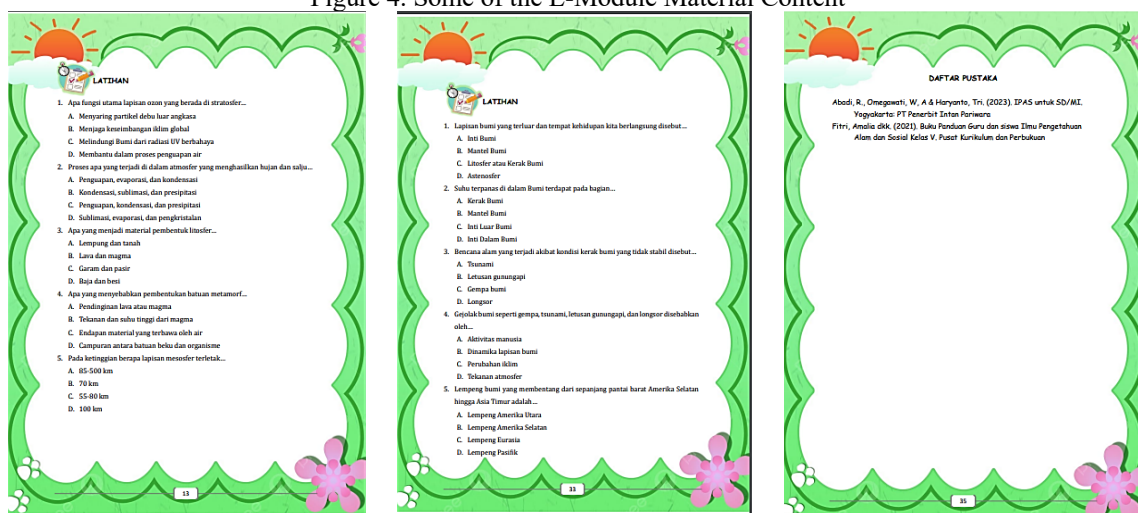 Figure 4. Some of the E-Module Material Content
LATIHAN
1. Apa fungsi utama lapisan ozon yang berada di stratosfer...
A. Menyaring partikel debu luar angkasa
B. Menjaga keseimbangan iklim global
C. Melindungi Bumi dari radiasi UV berbahaya
D. Membantu dalam proses penguapan air
2. Proses apa yang terjadi di dalam atmosfer yang menghasilkan hujan dan salju...
A. Penguapan, evaporasi, dan kondensasi
B. Kondensasi, sublimasi, dan presipitasi
C. Penguapan, kondensasi, dan presipitasi
D. Sublimasi, evaporasi, dan pengkristalan
3. Apa yang menjadi material pembentuk litosfer...
A. Lempung dan tanah
B. Lava dan magma
C. Garam dan pasir
D. Baja dan besi
4. Apa yang menyebabkan pembentukan batuan metamorf...
A. Pendinginan lava atau magma
B. Tekanan dan suhu tinggi dari magma
C. Endapan material yang terbawa oleh air
D. Campuran antara batuan beku dan organisme
5. Pada ketinggian berapa lapisan mesosfer terletak...
A. 85-500 km
B. 70 km
C. 55-80 km
D. 100 km
13
LATIHAN
1. Lapisan bumi yang terluar dan tempat kehidupan kita berlangsung disebut...
A. Inti Bumi
B. Mantel Bumi
C. Litosfer atau Kerak Bumi
D. Astenosfer
2. Suhu terpanas di dalam Bumi terdapat pada bagian...
A. Kerak Bumi
B. Mantel Bumi
C. Inti Luar Bumi
D. Inti Dalam Bumi
3. Bencana alam yang terjadi akibat kondisi kerak bumi yang tidak stabil disebut...
A. Tsunami
B. Letusan gunungapi
C. Gempa bumi
D. Longsor
4. Gejolak bumi seperti gempa, tsunami, letusan gunungapi, dan longsor disebabkan
oleh...
A. Aktivitas manusia
B. Dinamika lapisan bumi
C. Perubahan iklim
D. Tekanan atmosfer
5. Lempeng bumi yang membentang dari sepanjang pantai barat Amerika Selatan
hingga Asia Timur adalah...
A. Lempeng Amerika Utara
B. Lempeng Amerika Selatan
C. Lempeng Eurasia
D. Lempeng Pasifik
33
DAFTAR PUSTAKA
Abadi, R., Omegawati, W, A & Haryanto, Tri. (2023). IPAS untuk SD/MI.
Yogyakarta: PT Penerbit Intan Pariwara
Fitri, Amalia dkk. (2021). Buku Panduan Guru dan siswa Ilmu Pengetahuan
Alam dan Sosial Kelas V. Pusat Kurikulum dan Perbukuan
35